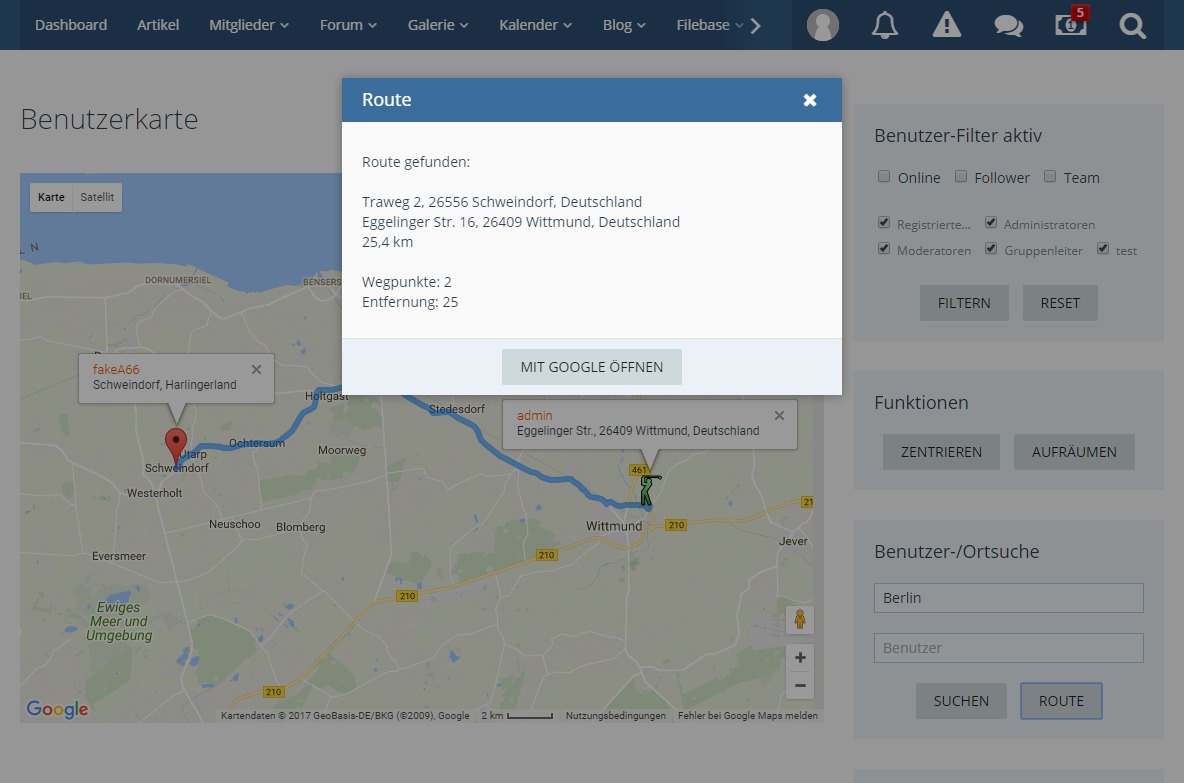 Dashboard Artikel Mitglieder Forum Galerie Kalender Blog Filebase 5
Benutzerkarte
Route
Route gefunden:
Traweg 2, 26556 Schweindorf, Deutschland
Eggelinger Str. 16, 26409 Wittmund, Deutschland
25,4 km
Wegpunkte: 2
Entfernung: 25
MIT GOOGLE ÖFFNEN
Karte Satellit
L N
DORNUMERSIEL
BENSERS
IEL
fakeA66
Schweindorf, Harlingerland
Holtgast
Stedesdorf
admin
Eggelinger Str., 26409 Wittmund, Deutschland
Ochtersum
Moorweg
Utarp
Schweindorf
461
Westerholt
210
Neuschoo
Blomberg
Wittmund
210
Jever
Eversmeer
210
210
Ewiges
Meer und
Umgebung
210
Google
Kartendaten © 2017 GeoBasis-DE/BKG (©2009), Google 2 km Nutzungsbedingungen Fehler bei Google Maps melden
Benutzer-Filter aktiv
Online Follower Team
Registrierte... Administratoren
Moderatoren Gruppenleiter test
FILTERN RESET
Funktionen
ZENTRIEREN AUFRÄUMEN
Benutzer-/Ortsuche
Berlin
Benutzer
SUCHEN ROUTE